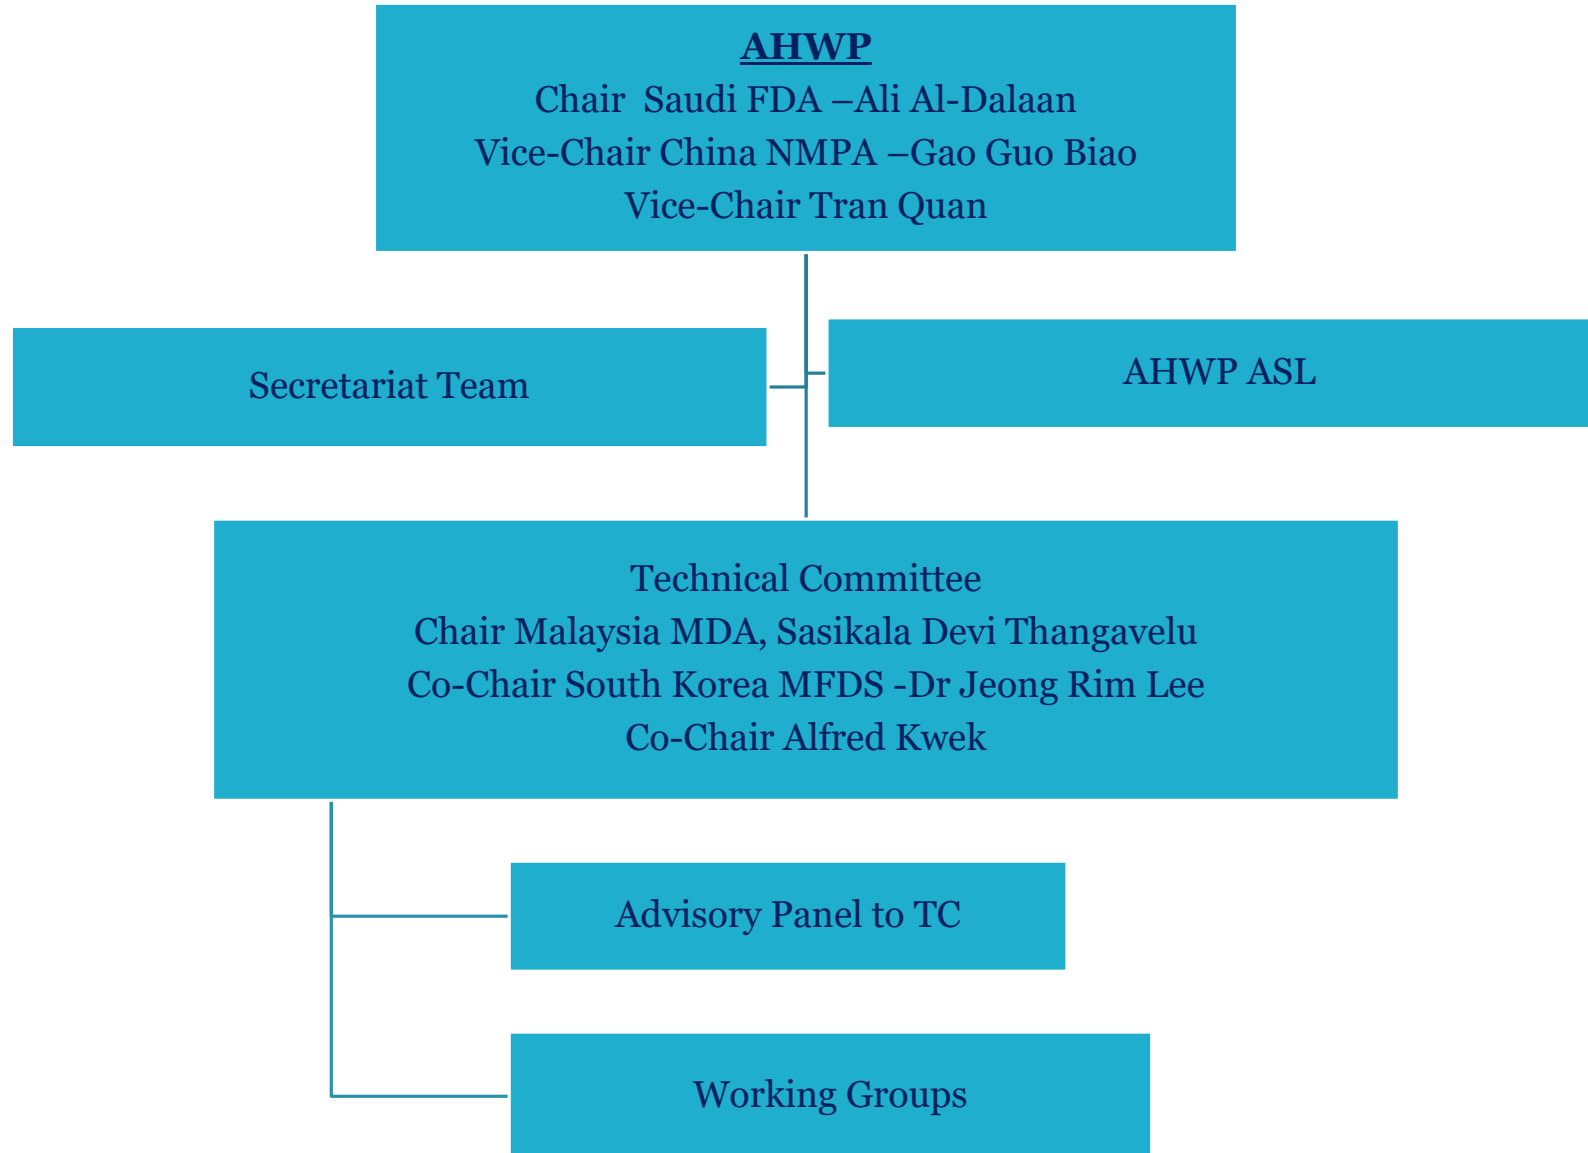 AHWP
Chair  Saudi FDA –Ali Al-Dalaan
Vice-Chair China NMPA –Gao Guo Biao
Vice-Chair Tran Quan
Secretariat Team
AHWP ASL
Technical Committee
Chair Malaysia MDA, Sasikala Devi Thangavelu
Co-Chair South Korea MFDS -Dr Jeong Rim Lee
Co-Chair Alfred Kwek
Advisory Panel to TC
Working Groups